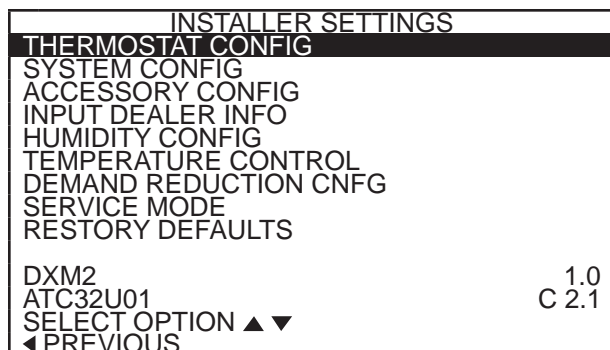 INSTALLER SETTINGS
THERMOSTAT CONFIG
SYSTEM CONFIG
ACCESSORY CONFIG
INPUT DEALER INFO
HUMIDITY CONFIG
TEMPERATURE CONTROL
DEMAND REDUCTION CNFG
SERVICE MODE
RESTORY DEFAULTS
DXM2 1.0
ATC32U01 C 2.1
SELECT OPTION ▲ ▼
◀ PREVIOUS